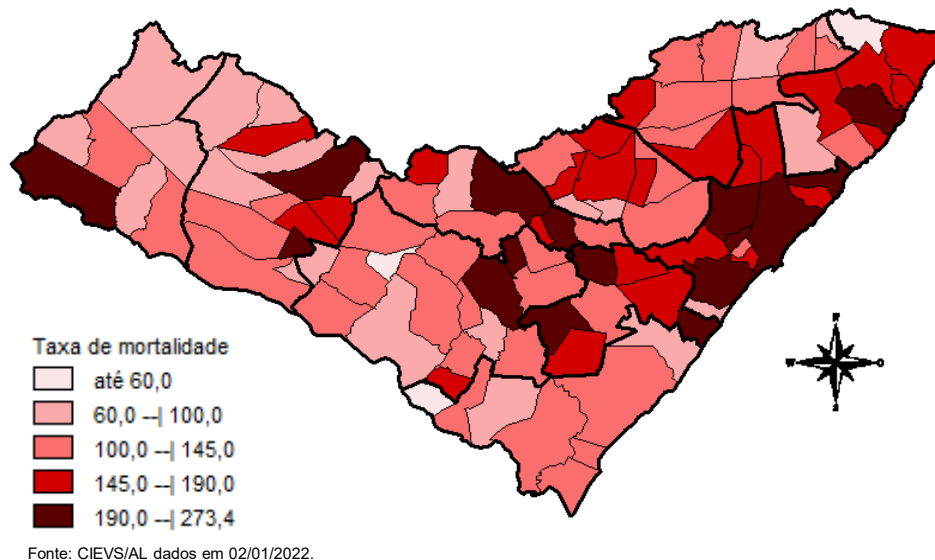 Taxa de mortalidade
até 60,0
60,0 --| 100,0
100,0 --| 145,0
145,0 --| 190,0
190,0 --| 273,4
N
W
O
S
Fonte: CIEVS/AL dados em 02/01/2022.